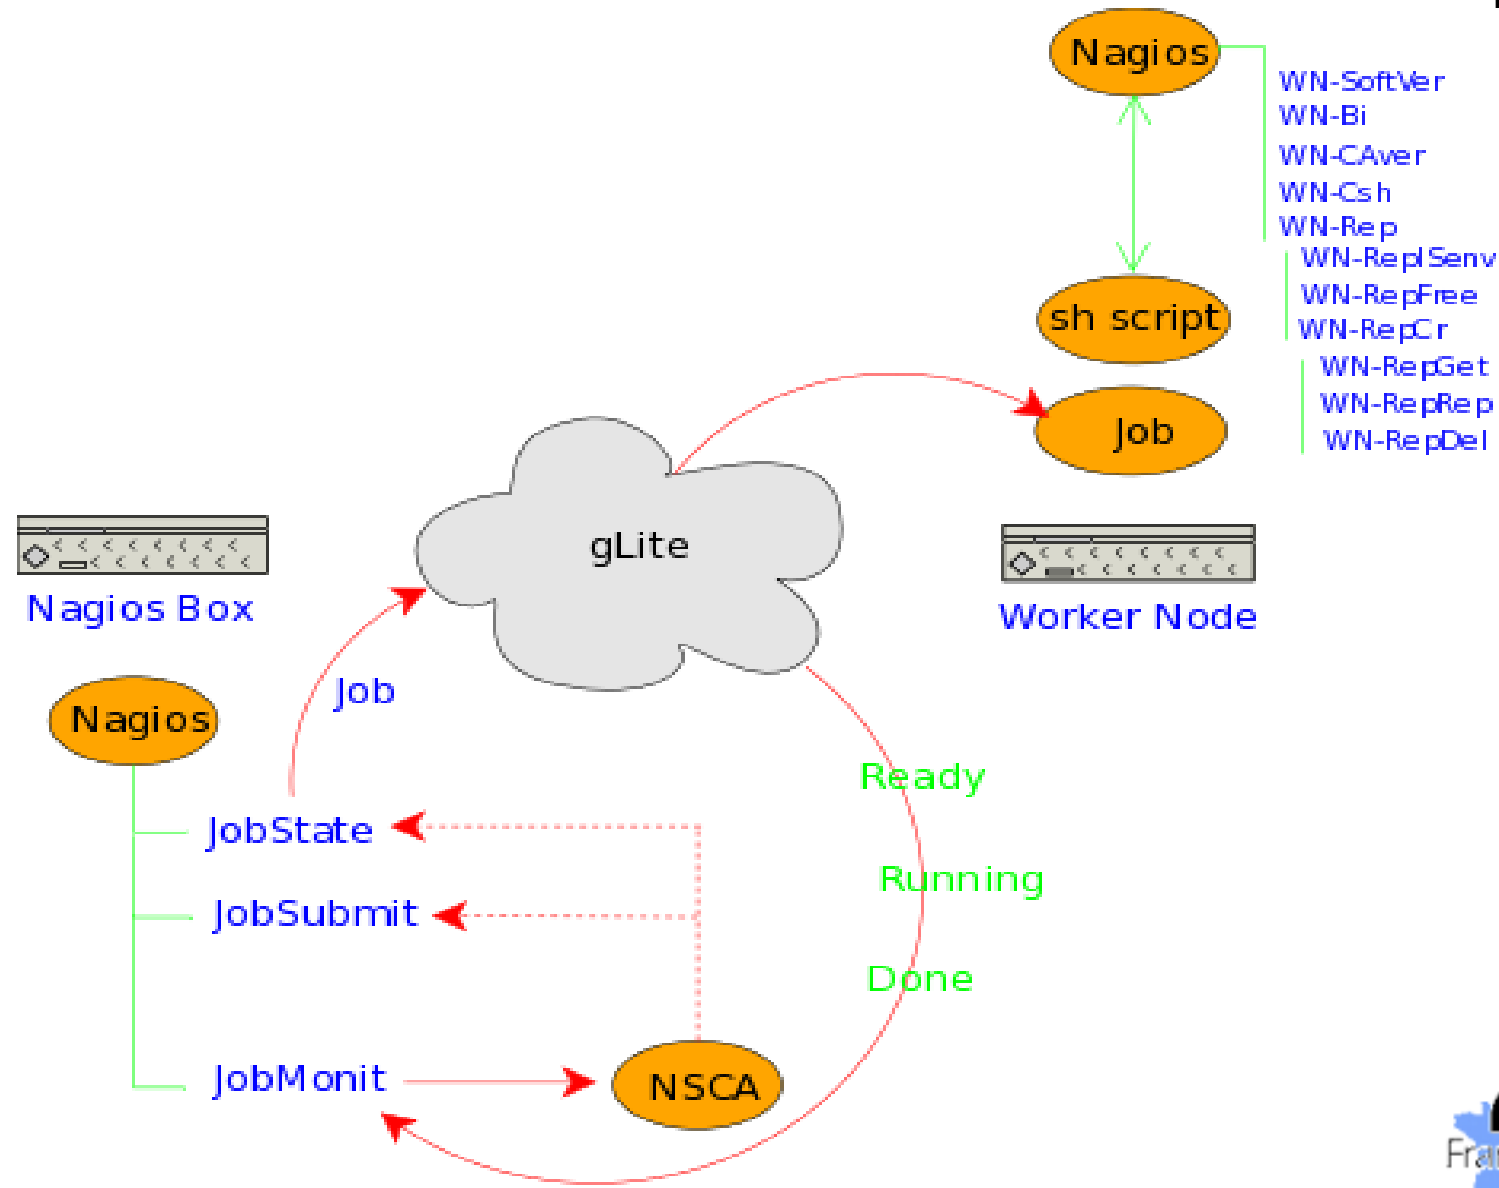 Nagios
WN-SoftVer
WN-Bi
WN-CAver
WN-Csh
WN-Rep
WN-RepISenv
WN-RepFree
WN-RepCr
WN-RepGet
WN-RepRep
WN-RepDel
sh script
Job
gLite
Nagios Box
Worker Node
Job
Nagios
Ready
JobState
Running
JobSubmit
Done
JobMonit
NSCA